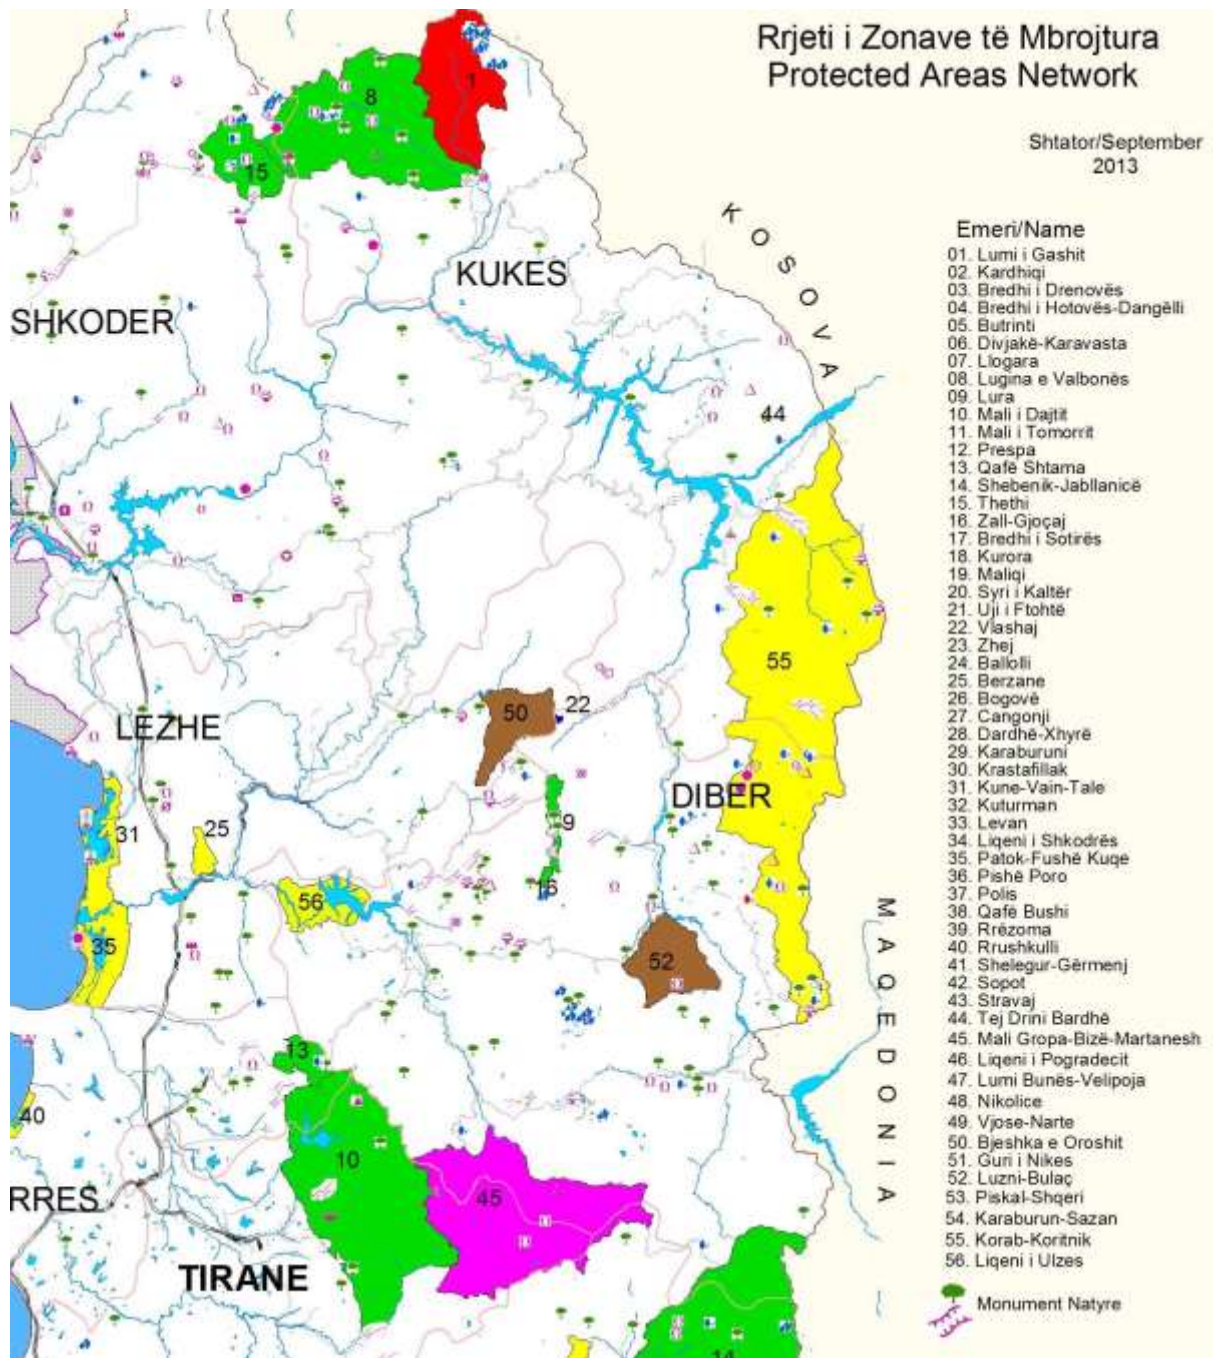 Rrjeti i Zonave të Mbrojtura
Protected Areas Network
Shtator/September
2013
Emeri/Name
01. Lumi i Gashit
02. Kardhiqi
03. Bredhi i Drenovës
04. Bredhi i Hotovës-Dangëlli
05. Butrinti
06. Divjakë-Karavasta
07. Llogara
08. Lugina e Valbonës
09. Lura
10. Mali i Dajtit
11. Mali i Tomorrit
12. Prespa
13. Qafë Shtama
14. Shebenik-Jabllanicë
15. Thethi
16. Zall-Gjoçaj
17. Bredhi i Sotirës
18. Kurora
19. Maliqi
20. Syri i Kaltër
21. Uji i Ftohtë
22. Vlashaj
23. Zhej
24. Ballolli
25. Berzane
26. Bogovë
27. Cangonji
28. Dardhë-Xhyrë
29. Karaburuni
30. Krastafillak
31. Kune-Vain-Tale
32. Kuturman
33. Levan
34. Liqeni i Shkodrës
35. Patok-Fushë Kuqe
36. Pishë Poro
37. Polis
38. Qafë Bushi
39. Rrëzoma
40. Rrushkulli
41. Shelegur-Gërmenj
42. Sopot
43. Stravaj
44. Tej Drini Bardhë
45. Mali Gropa-Bizë-Martanesh
46. Liqeni i Pogradecit
47. Lumi Bunës-Velipoja
48. Nikolice
49. Vjose-Narte
50. Bjeshka e Oroshit
51. Guri i Nikes
52. Luzni-Bulaç
53. Piskal-Shqeri
54. Karaburun-Sazan
55. Korab-Koritnik
56. Liqeni i Ulzes
Monument Natyre
1
8
15
KOSOVA
KUKES
SHKODER
44
55
50
22
LEZHE
DIBER
9
31
25
16
56
35
52
MAQEDONIA
13
40
10
45
RRES
TIRANE
14